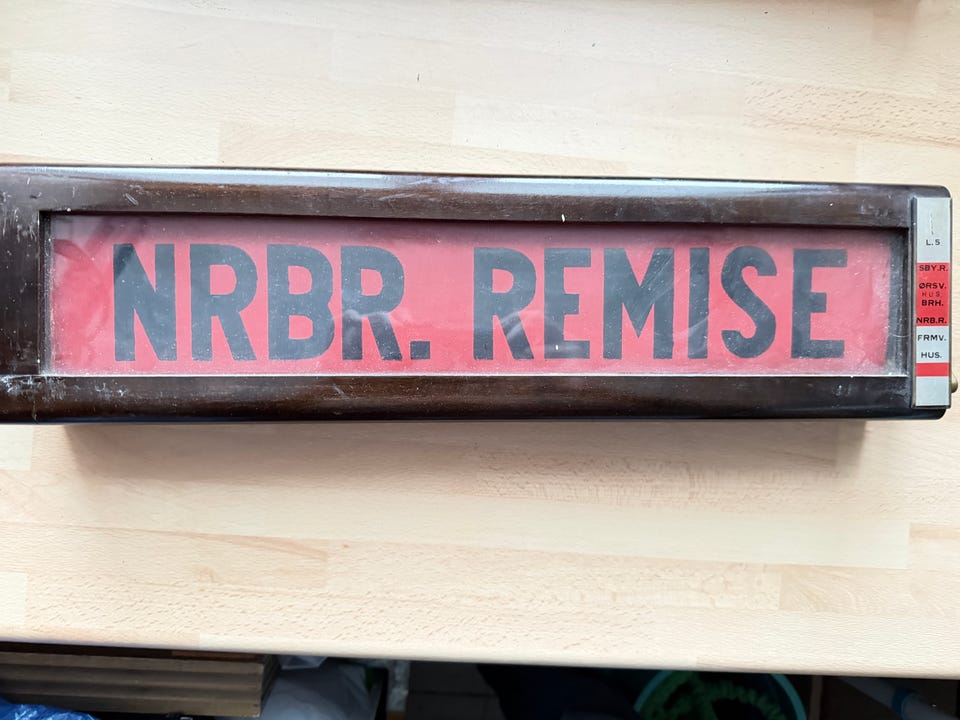 NRBR. REMISE
L.5
SBY.R.
ØRSV.
HUS
BRH.
NRB.R.
FRMV.
HUS.